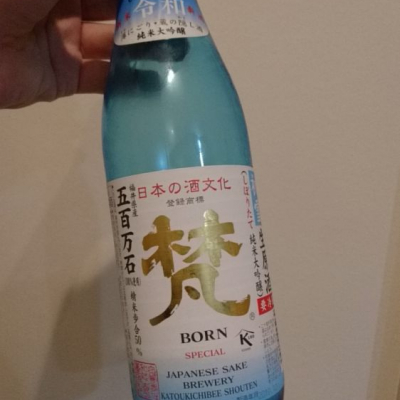 令和
純米大吟醸
日本の酒文化
登録商標
梵
BORN
SPECIAL
JAPANESE SAKE
BREWERY
KATOUKICHIBEE SHOUTEN
福井県産
五百万石
精米歩合50%
生原酒
しぼりたて 純米大吟醸
K